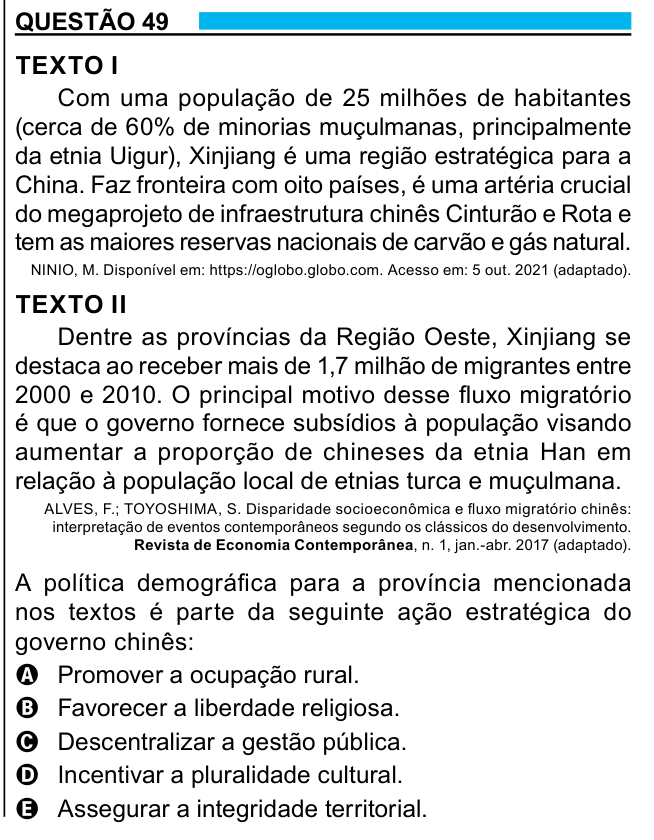 QUESTÃO 49
TEXTO I
Com uma população de 25 milhões de habitantes
(cerca de 60% de minorias muçulmanas, principalmente
da etnia Uigur), Xinjiang é uma região estratégica para a
China. Faz fronteira com oito países, é uma artéria crucial
do megaprojeto de infraestrutura chinês Cinturão e Rota e
tem as maiores reservas nacionais de carvão e gás natural.
NINIO, M. Disponível em: https://oglobo.globo.com. Acesso em: 5 out. 2021 (adaptado).
TEXTO II
Dentre as províncias da Região Oeste, Xinjiang se
destaca ao receber mais de 1,7 milhão de migrantes entre
2000 e 2010. O principal motivo desse fluxo migratório
é que o governo fornece subsídios à população visando
aumentar a proporção de chineses da etnia Han em
relação à população local de etnias turca e muçulmana.
ALVES, F.; TOYOSHIMA, S. Disparidade socioeconômica e fluxo migratório chinês:
interpretação de eventos contemporâneos segundo os clássicos do desenvolvimento.
Revista de Economia Contemporânea, n. 1, jan.-abr. 2017 (adaptado).
A política demográfica para a província mencionada
nos textos é parte da seguinte ação estratégica do
governo chinês:
A Promover a ocupação rural.
B Favorecer a liberdade religiosa.
C Descentralizar a gestão pública.
D Incentivar a pluralidade cultural.
E Assegurar a integridade territorial.